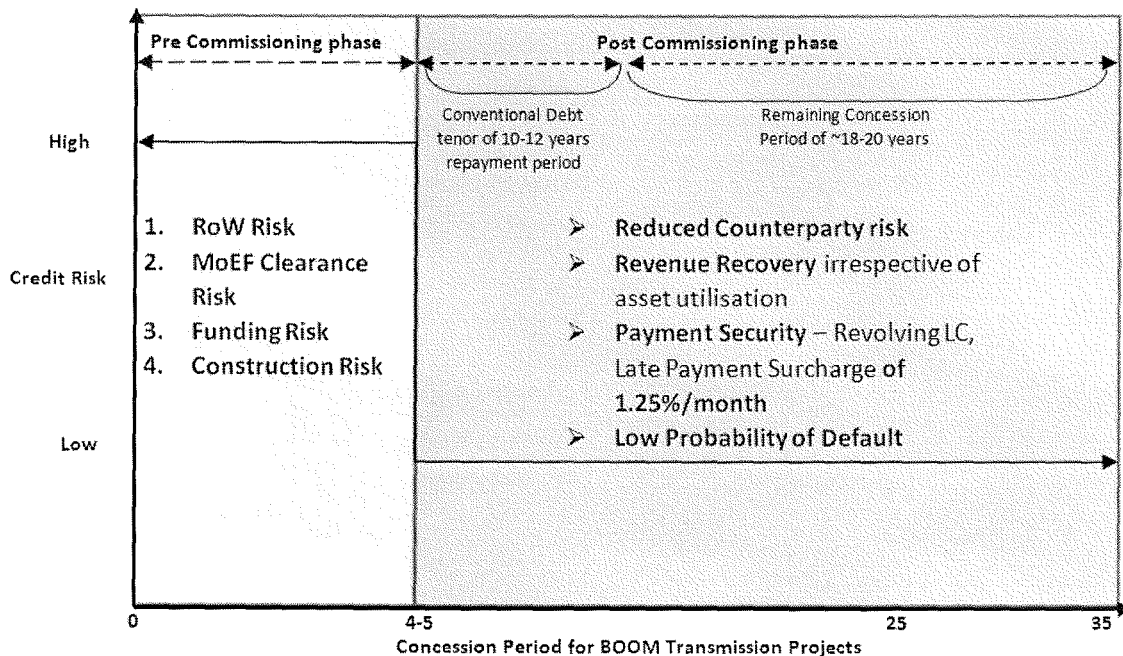 Pre Commissioning phase
Post Commissioning phase
Conventional Debt
tenor of 10-12 years
repayment period
Remaining Concession
Period of ~18-20 years
High
Credit Risk
Low
1. RoW Risk
2. MoEF Clearance
Risk
3. Funding Risk
4. Construction Risk
➢ Reduced Counterparty risk
➢ Revenue Recovery irrespective of
asset utilisation
➢ Payment Security – Revolving LC,
Late Payment Surcharge of
1.25%/month
➢ Low Probability of Default
0
4-5
25
35
Concession Period for BOOM Transmission Projects